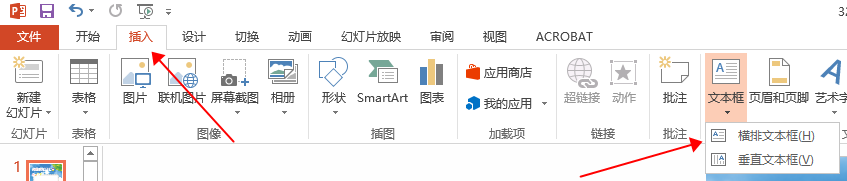 32
文件 开始 插入 设计 切换 动画 幻灯片放映 审阅 视图 ACROBAT
新建 幻灯片 表格 图片 联机图片 屏幕截图 相册 形状 SmartArt 图表 应用商店 我的应用 超链接 动作 批注 文本框 页眉和页脚 艺术字
幻灯片 表格 图像 插图 加载项 链接 批注
横排文本框(H)
垂直文本框(V)
1